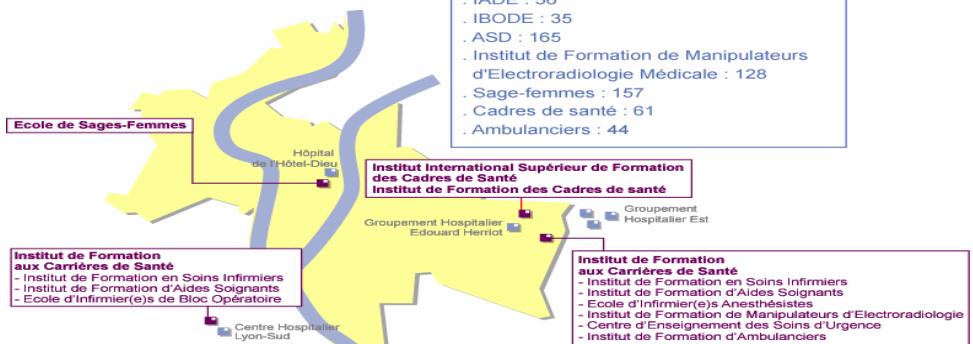 . IADE : 58
. IBODE : 35
. ASD : 165
. Institut de Formation de Manipulateurs
d'Electroradiologie Médicale : 128
. Sage-femmes : 157
. Cadres de santé : 61
. Ambulanciers : 44
Ecole de Sages-Femmes
Hôpital
de l'Hôtel-Dieu
Institut International Supérieur de Formation
des Cadres de Santé
Institut de Formation des Cadres de santé
Groupement Hospitalier
Edouard Herriot
Groupement
Hospitalier Est
Institut de Formation
aux Carrières de Santé
- Institut de Formation en Soins Infirmiers
- Institut de Formation d'Aides Soignants
- Ecole d'Infirmier(e)s de Bloc Opératoire
Centre Hospitalier
Lyon-Sud
Institut de Formation
aux Carrières de Santé
- Institut de Formation en Soins Infirmiers
- Institut de Formation d'Aides Soignants
- Ecole d'Infirmier(e)s Anesthésistes
- Institut de Formation de Manipulateurs d'Electroradiologie
- Centre d'Enseignement des Soins d'Urgence
- Institut de Formation d'Ambulanciers